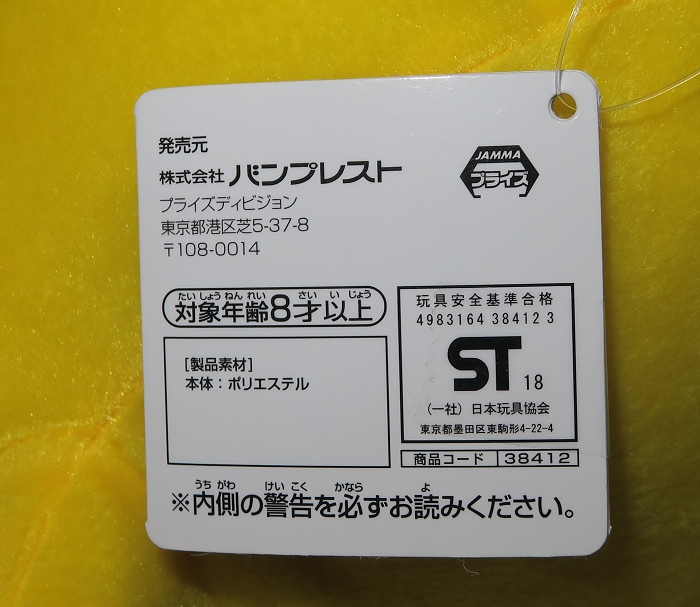 発売元
株式会社 バンプレスト
プライズディビジョン
東京都港区芝5-37-8
〒108-0014
JAMMA
プライズ
たいしょうねんれい さい いじょう
対象年齢8才以上
[製品素材]
本体：ポリエステル
玩具安全基準合格
4983164 384123
ST 18
（一社）日本玩具協会
東京都墨田区東駒形4-22-4
商品コード 38412
うちがわ けいこく かなら よ
※内側の警告を必ずお読みください。